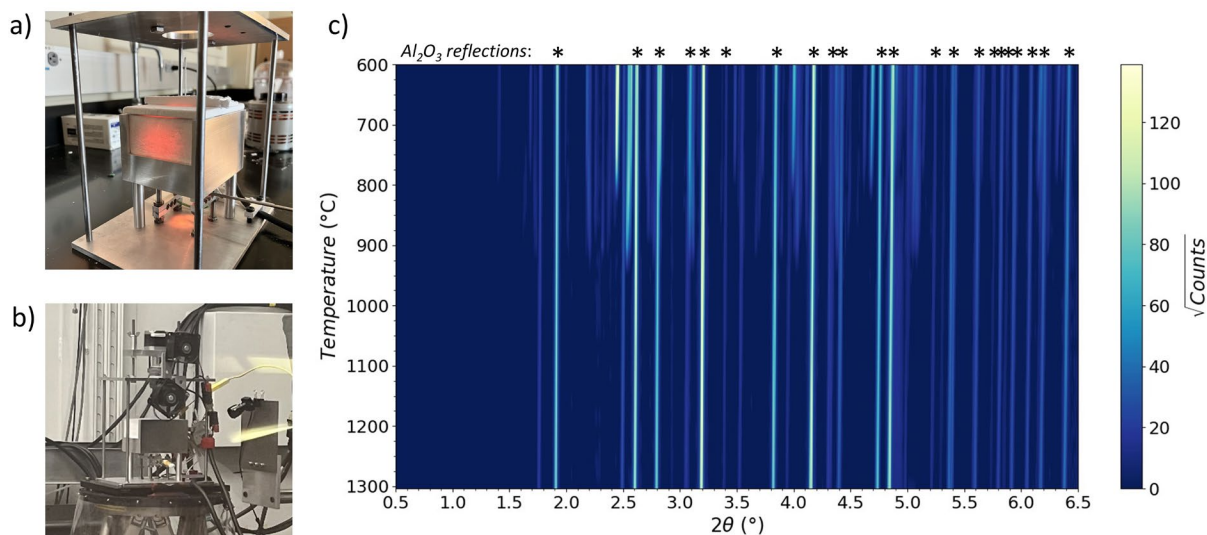 a)
b)
c)
Al₂O₃ reflections: * * * * * * * * * * * * * * * * * * * * * *
600
700
800
900
1000
1100
1200
1300
Temperature (°C)
0.5 1.0 1.5 2.0 2.5 3.0 3.5 4.0 4.5 5.0 5.5 6.0 6.5
2θ (°)
120
100
80
60
40
20
0
√Counts